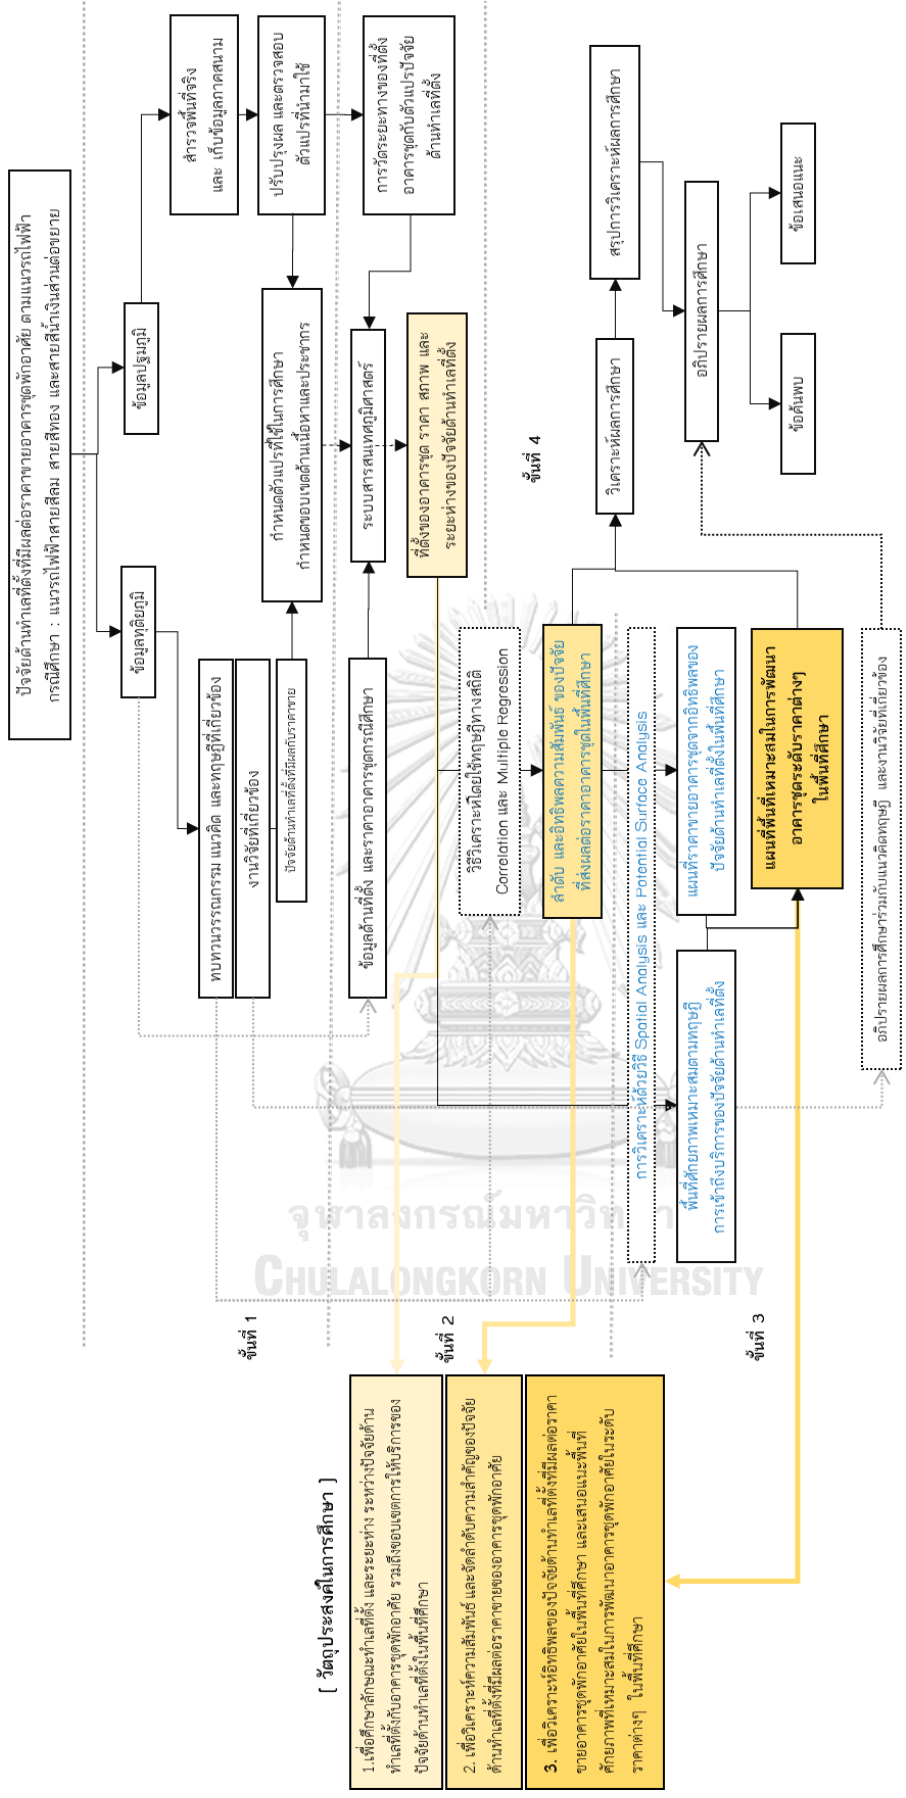 ปัจจัยด้านทำเลที่ตั้งที่มีผลต่อราคาขายอาคารชุดพักอาศัย ตามแนวรถไฟฟ้า
กรณีศึกษา : แนวรถไฟฟ้าสายสีลม สายสีทอง และสายสีน้ำเงินส่วนต่อขยาย
ข้อมูลทุติยภูมิ
ข้อมูลปฐมภูมิ
สำรวจพื้นที่จริง
และ เก็บข้อมูลภาคสนาม
ทบทวนวรรณกรรม แนวคิด และทฤษฎีที่เกี่ยวข้อง
งานวิจัยที่เกี่ยวข้อง
ปัจจัยด้านทำเลที่ตั้งที่มีผลกับราคาขาย
กำหนดตัวแปรที่ใช้ในการศึกษา
กำหนดขอบเขตด้านเนื้อหาและประชากร
ปรับปรุงผล และตรวจสอบ
ตัวแปรที่นำมาใช้
ขั้นที่ 1
ข้อมูลด้านที่ตั้ง และราคาอาคารชุดกรณีศึกษา
ระบบสารสนเทศภูมิศาสตร์
การวัดระยะทางของที่ตั้ง
อาคารชุดกับตัวแปรปัจจัย
ด้านทำเลที่ตั้ง
ที่ตั้งของอาคารชุด ราคา สภาพ และ
ระยะห่างของปัจจัยด้านทำเลที่ตั้ง
วิธีวิเคราะห์โดยใช้ทฤษฎีทางสถิติ
Corrolation และ Multiple Regression
ลำดับ และอิทธิพลความสัมพันธ์ ของปัจจัย
ที่ส่งผลต่อราคาอาคารชุดในพื้นที่ศึกษา
ขั้นที่ 2
การวิเคราะห์ด้วยวิธี Spatial Analysis และ Potential Surface Analysis
พื้นที่ศักยภาพเหมาะสมตามทฤษฎี
การเข้าถึงบริการของปัจจัยด้านทำเลที่ตั้ง
แผนที่ราคาขายอาคารชุดจากอิทธิพลของ
ปัจจัยด้านทำเลที่ตั้งในพื้นที่ศึกษา
แผนที่พื้นที่เหมาะสมในการพัฒนา
อาคารชุดระดับราคาต่างๆ
ในพื้นที่ศึกษา
ขั้นที่ 3
ขั้นที่ 4
วิเคราะห์ผลการศึกษา
สรุปการวิเคราะห์ผลการศึกษา
อภิปรายผลการศึกษา
ข้อค้นพบ
ข้อเสนอแนะ
อภิปรายผลการศึกษาร่วมกับแนวคิดทฤษฎี และงานวิจัยที่เกี่ยวข้อง
[ วัตถุประสงค์ในการศึกษา ]
1.เพื่อศึกษาลักษณะทำเลที่ตั้ง และระยะห่าง ระหว่างปัจจัยด้าน
ทำเลที่ตั้งกับอาคารชุดพักอาศัย รวมถึงขอบเขตการให้บริการของ
ปัจจัยด้านทำเลที่ตั้งในพื้นที่ศึกษา
2. เพื่อวิเคราะห์ความสัมพันธ์ และจัดลำดับความสำคัญของปัจจัย
ด้านทำเลที่ตั้งที่มีผลต่อราคาขายของอาคารชุดพักอาศัย
3. เพื่อวิเคราะห์อิทธิพลของปัจจัยด้านทำเลที่ตั้งที่มีผลต่อราคา
ขายอาคารชุดพักอาศัยในพื้นที่ศึกษา และเสนอแนะพื้นที่
ศักยภาพที่เหมาะสมในการพัฒนาอาคารชุดพักอาศัยในระดับ
ราคาต่างๆ ในพื้นที่ศึกษา
จุฬาลงกรณ์มหาวิทยา
CHULALONGKORN UNIVERSITY